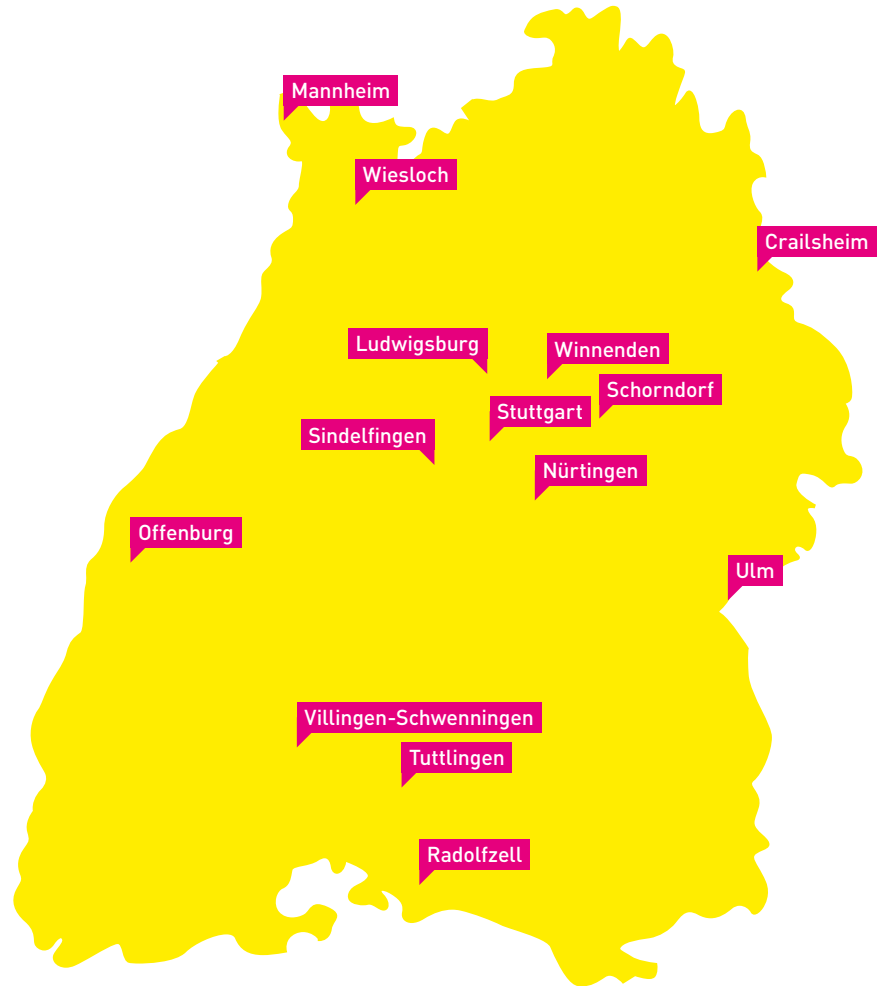 Mannheim
Wiesloch
Crailsheim
Ludwigsburg
Winnenden
Schorndorf
Stuttgart
Sindelfingen
Nürtingen
Offenburg
Ulm
Villingen-Schwenningen
Tuttlingen
Radolfzell